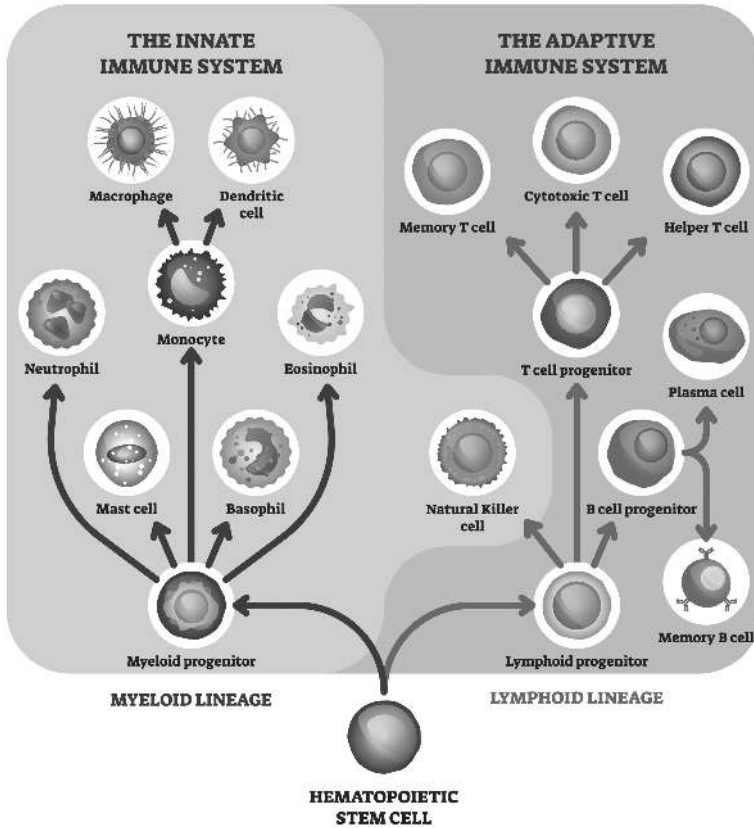 THE INNATE
IMMUNE SYSTEM
THE ADAPTIVE
IMMUNE SYSTEM
Macrophage
Dendritic
cell
Memory T cell
Cytotoxic T cell
Helper T cell
Neutrophil
Monocyte
Eosinophil
T cell progenitor
Plasma cell
Mast cell
Basophil
Natural Killer
cell
B cell progenitor
Memory B cell
Myeloid progenitor
Lymphoid progenitor
MYELOID LINEAGE
LYMPHOID LINEAGE
HEMATOPOIETIC
STEM CELL